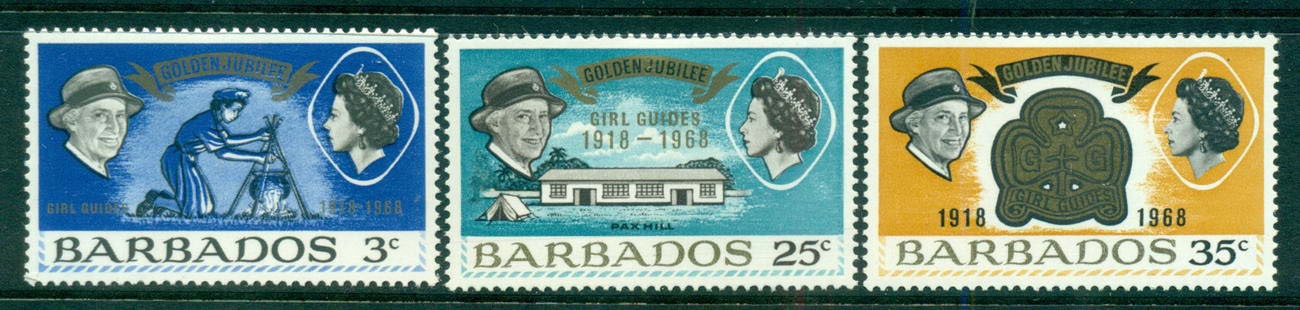 GOLDEN JUBILEE
GIRL GUIDES 1918-1968
BARBADOS 3c
GOLDEN JUBILEE
GIRL GUIDES
1918-1968
PAX HILL
BARBADOS 25c
GOLDEN JUBILEE
G G
GIRL GUIDES
1918 1968
BARBADOS 35c